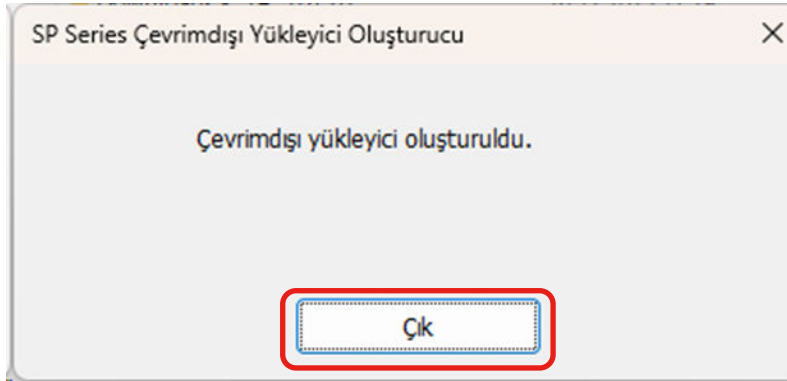 SP Series Çevrimdışı Yükleyici Oluşturucu
Çevrimdışı yükleyici oluşturuldu.
Çık